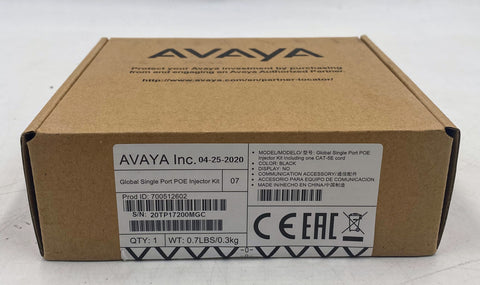 AVAYA
Protect your Avaya investment by purchasing
from and engaging an Avaya Authorized Partner.
http://www.avaya.com/en/partner-locator/
AVAYA Inc. 04-25-2020
Global Single Port POE Injector Kit 07
Prod ID: 700512602
S/N: 20TP17200MGC
QTY: 1 WT: 0.7LBS/0.3kg
MODEL/MODELO/型号: Global Single Port POE
Injector Kit including one CAT-5E cord
COLOR: BLACK
DISPLAY: NO
COMMUNICATION ACCESSORY/通信配件
ACCESORIO PARA EQUIPO DE COMUNICACION
MADE IN/HECHO EN CHINA/中国制造
CE EAC